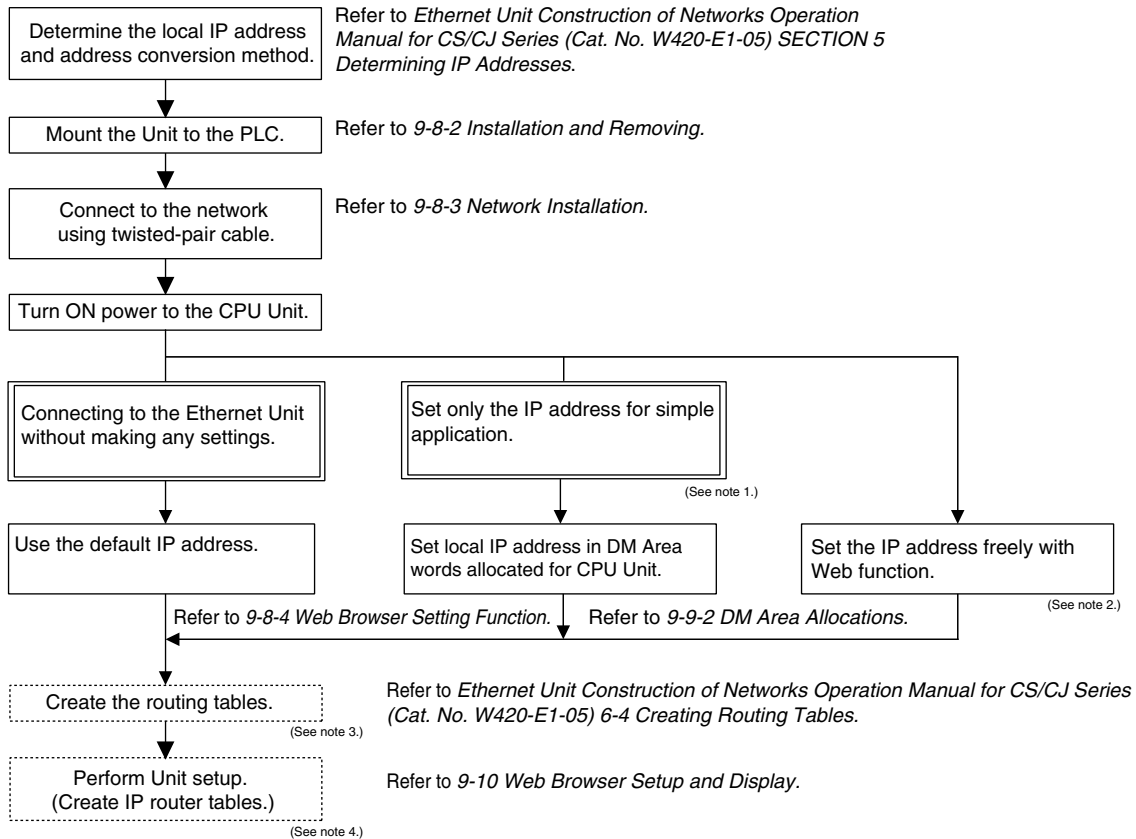 Determine the local IP address
and address conversion method.
Refer to Ethernet Unit Construction of Networks Operation
Manual for CS/CJ Series (Cat. No. W420-E1-05) SECTION 5
Determining IP Addresses.
Mount the Unit to the PLC.
Refer to 9-8-2 Installation and Removing.
Connect to the network
using twisted-pair cable.
Refer to 9-8-3 Network Installation.
Turn ON power to the CPU Unit.
Connecting to the Ethernet Unit
without making any settings.
Set only the IP address for simple
application.
(See note 1.)
Use the default IP address.
Set local IP address in DM Area
words allocated for CPU Unit.
Set the IP address freely with
Web function.
(See note 2.)
Refer to 9-8-4 Web Browser Setting Function.
Refer to 9-9-2 DM Area Allocations.
Create the routing tables.
(See note 3.)
Refer to Ethernet Unit Construction of Networks Operation Manual for CS/CJ Series
(Cat. No. W420-E1-05) 6-4 Creating Routing Tables.
Perform Unit setup.
(Create IP router tables.)
(See note 4.)
Refer to 9-10 Web Browser Setup and Display.